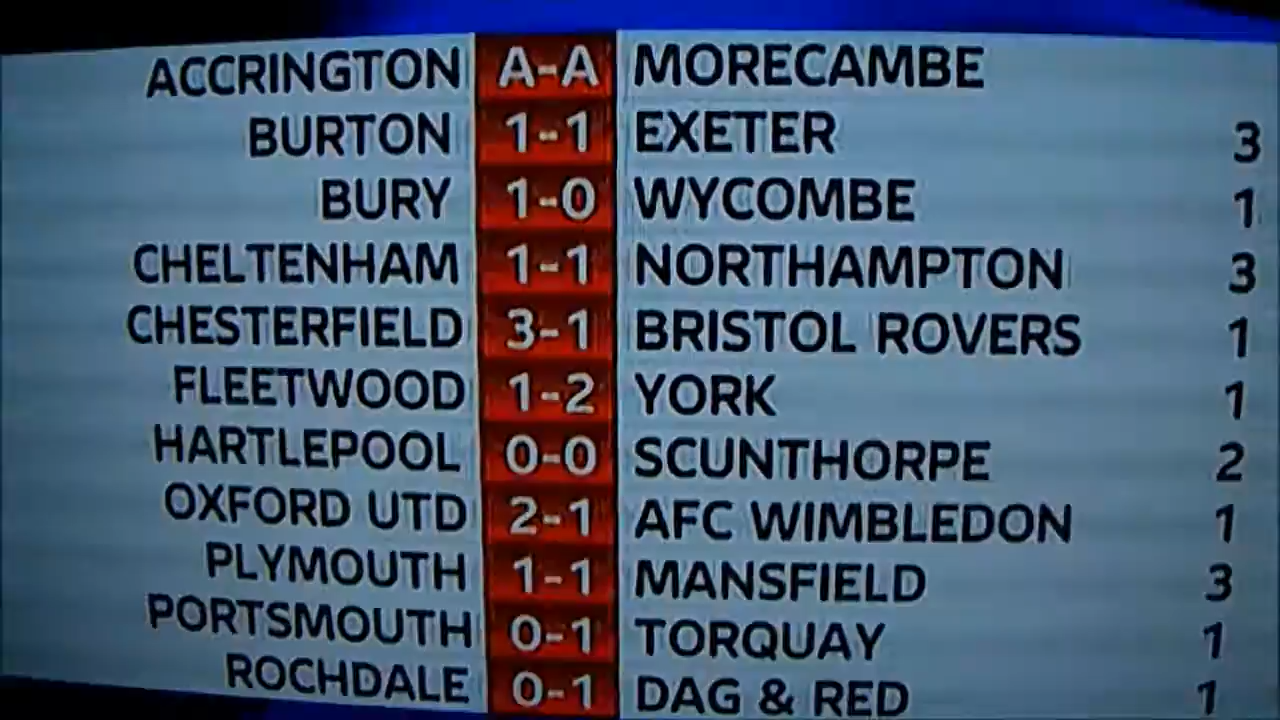 ACCRINGTON A-A MORECAMBE
BURTON 1-1 EXETER 3
BURY 1-0 WYCOMBE 1
CHELTENHAM 1-1 NORTHAMPTON 3
CHESTERFIELD 3-1 BRISTOL ROVERS 1
FLEETWOOD 1-2 YORK 1
HARTLEPOOL 0-0 SCUNTHORPE 2
OXFORD UTD 2-1 AFC WIMBLEDON 1
PLYMOUTH 1-1 MANSFIELD 3
PORTSMOUTH 0-1 TORQUAY 1
ROCHDALE 0-1 DAG & RED 1